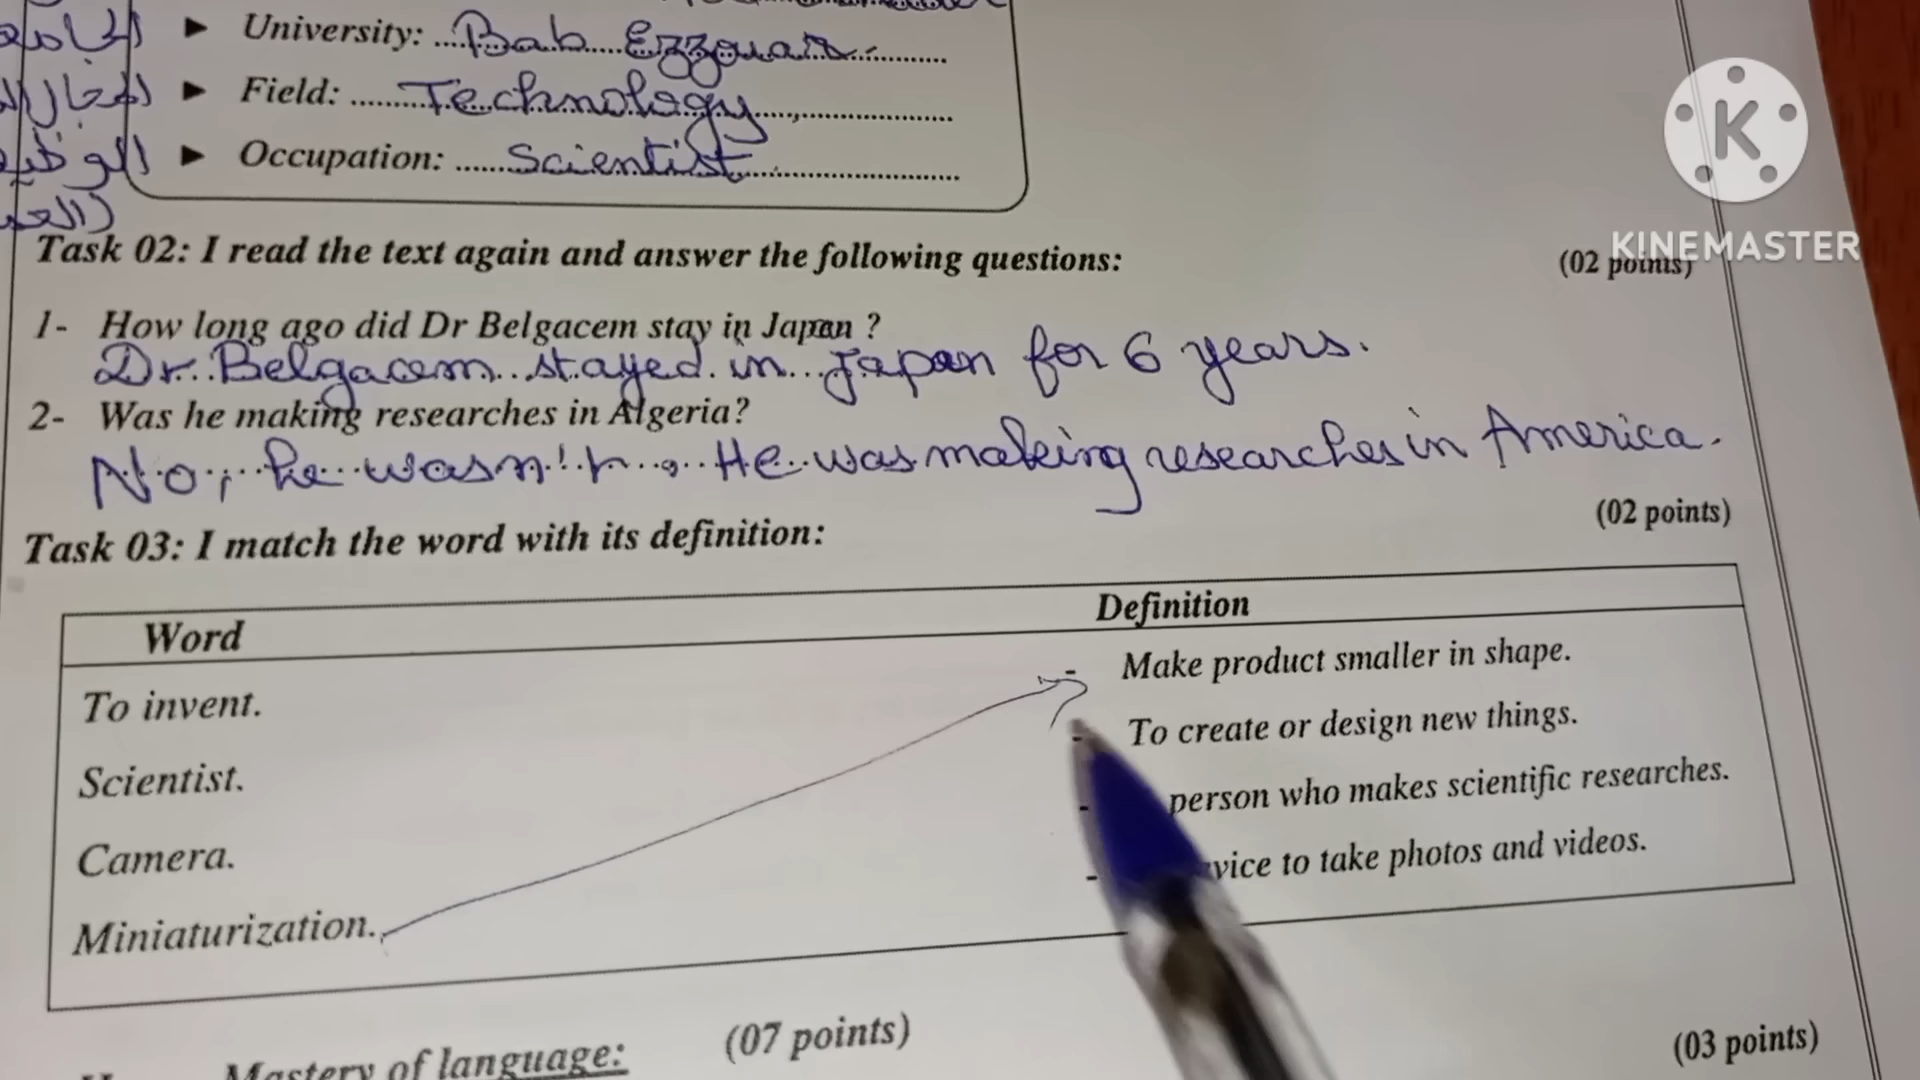 الجامعة ► University: Bab Ezzouar
► Field: Technology
► Occupation: Scientist
Task 02: I read the text again and answer the following questions: (02 points)
1- How long ago did Dr Belgacem stay in Japan ?
Dr. Belgacem stayed in Japan for 6 years.
2- Was he making researches in Algeria?
No, he wasn't. He was making researches in America.
Task 03: I match the word with its definition: (02 points)
Word Definition
To invent. - Make product smaller in shape.
Scientist. - To create or design new things.
Camera. - person who makes scientific researches.
Miniaturization. - to take photos and videos.
Mastery of language: (07 points)
(03 points)
K
KINEMASTER